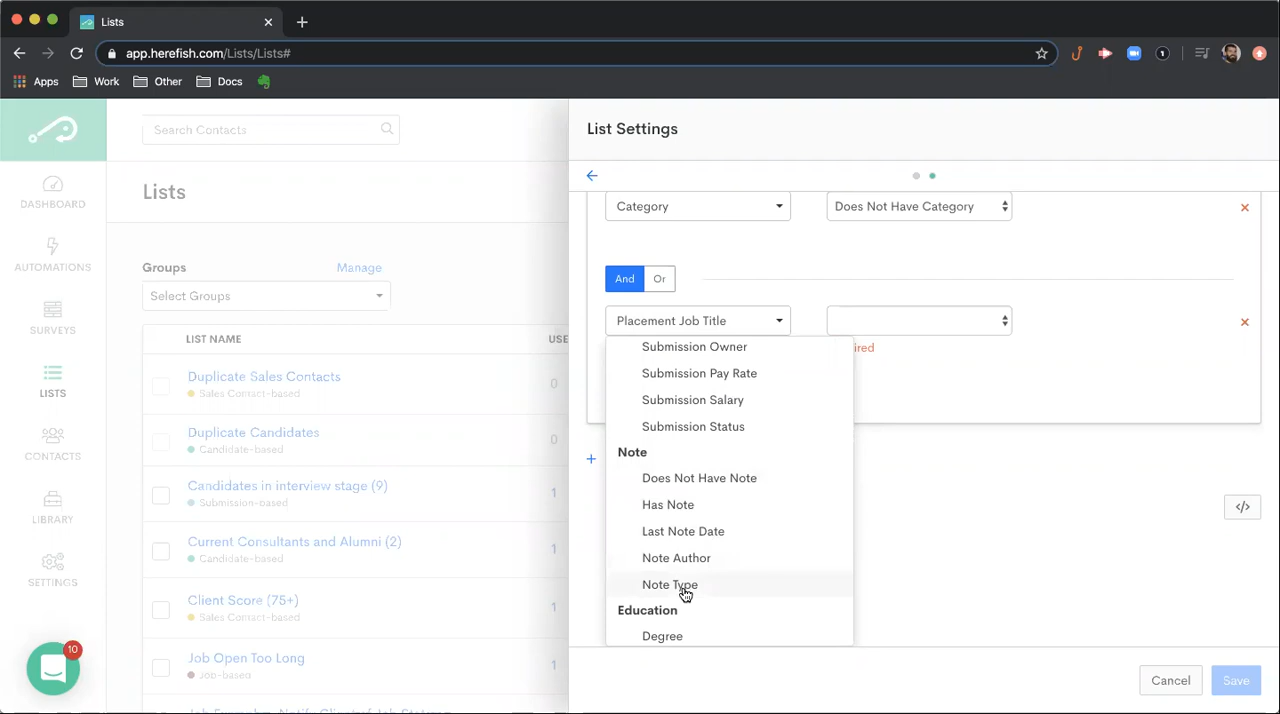 Lists
app.herefish.com/Lists/Lists#
Apps Work Other Docs
Search Contacts
List Settings
Lists
DASHBOARD
AUTOMATIONS
SURVEYS
LISTS
CONTACTS
LIBRARY
SETTINGS
10
Groups Manage
Select Groups
LIST NAME USE
Duplicate Sales Contacts 0
Sales Contact-based
Duplicate Candidates 0
Candidate-based
Candidates in interview stage (9) 1
Submission-based
Current Consultants and Alumni (2) 1
Candidate-based
Client Score (75+) 1
Sales Contact-based
Job Open Too Long 1
Job-based
Category Does Not Have Category
And Or
Placement Job Title
Submission Owner
Submission Pay Rate
Submission Salary
Submission Status
Note
Does Not Have Note
Has Note
Last Note Date
Note Author
Note Type
Education
Degree
Cancel Save